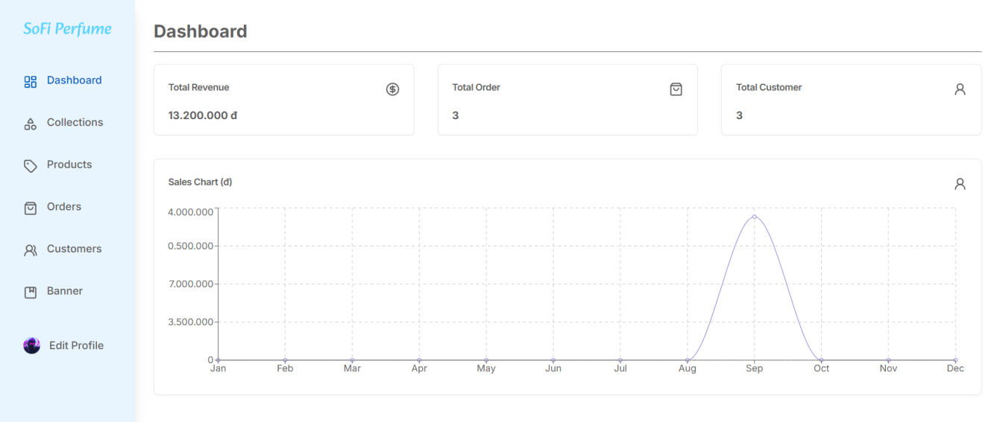 SoFi Perfume
Dashboard
Collections
Products
Orders
Customers
Banner
Edit Profile
Dashboard
Total Revenue
13.200.000 đ
Total Order
3
Total Customer
3
Sales Chart (đ)
4.000.000
0.500.000
7.000.000
3.500.000
0
Jan Feb Mar Apr May Jun Jul Aug Sep Oct Nov Dec